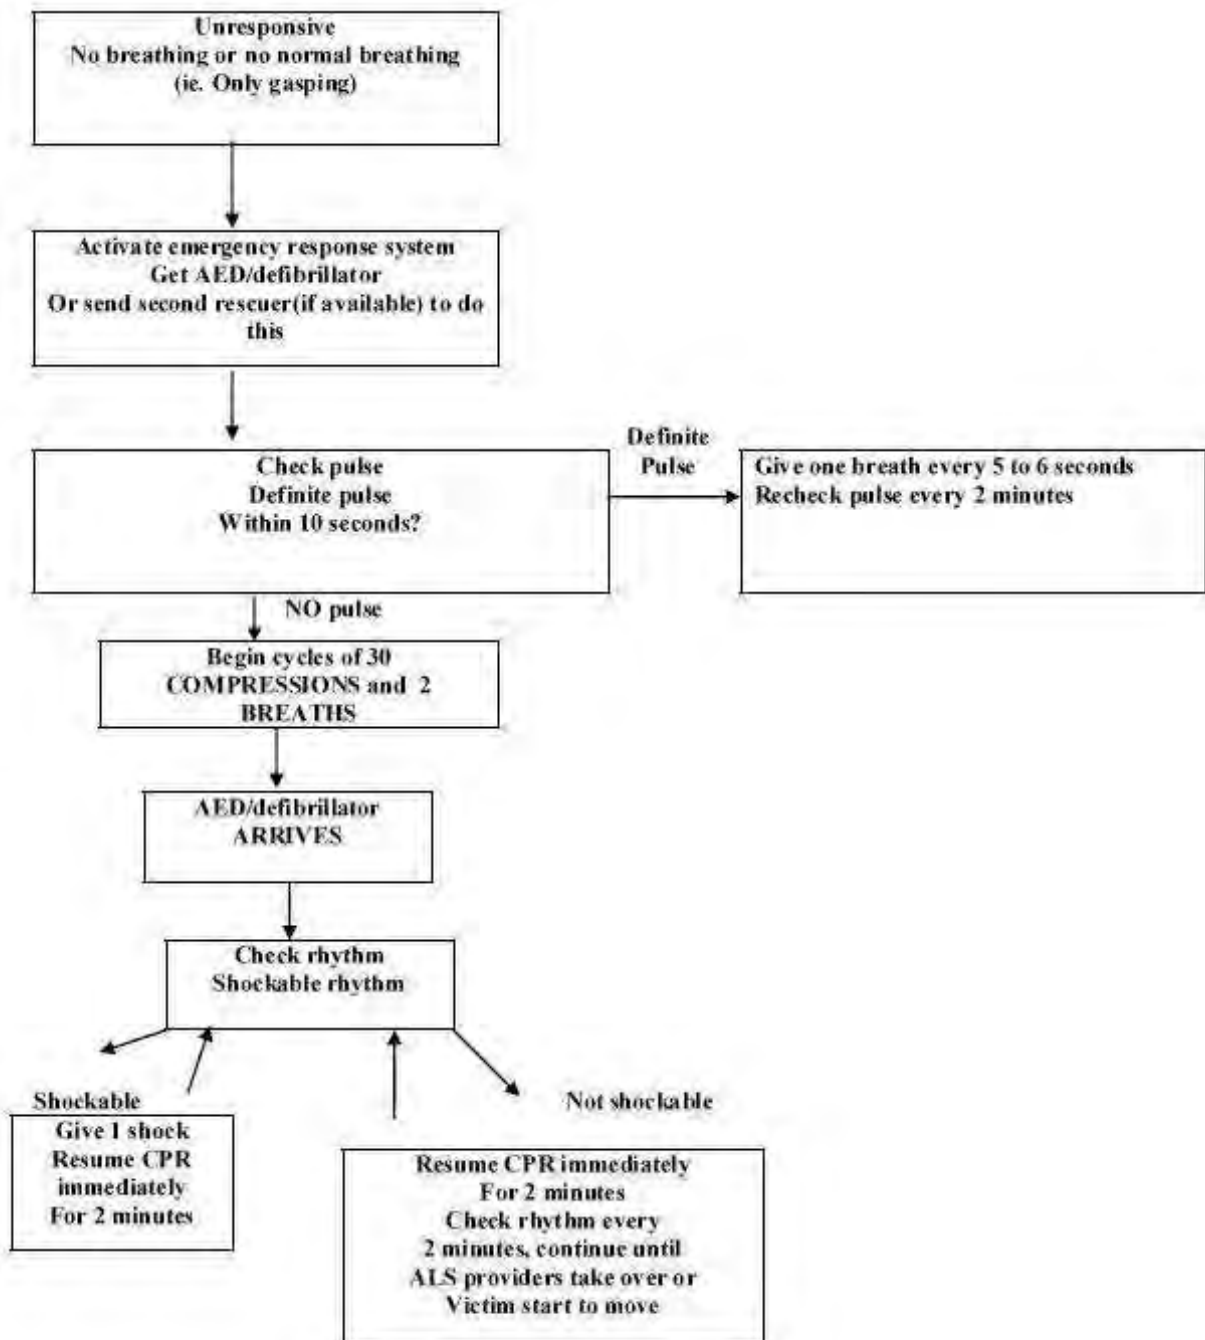 Unresponsive
No breathing or no normal breathing
(ie. Only gasping)
Activate emergency response system
Get AED/defibrillator
Or send second rescuer(if available) to do
this
Check pulse
Definite pulse
Within 10 seconds?
Definite
Pulse
Give one breath every 5 to 6 seconds
Recheck pulse every 2 minutes
NO pulse
Begin cycles of 30
COMPRESSIONS and 2
BREATHS
AED/defibrillator
ARRIVES
Check rhythm
Shockable rhythm
Shockable
Give 1 shock
Resume CPR
immediately
For 2 minutes
Not shockable
Resume CPR immediately
For 2 minutes
Check rhythm every
2 minutes, continue until
ALS providers take over or
Victim start to move